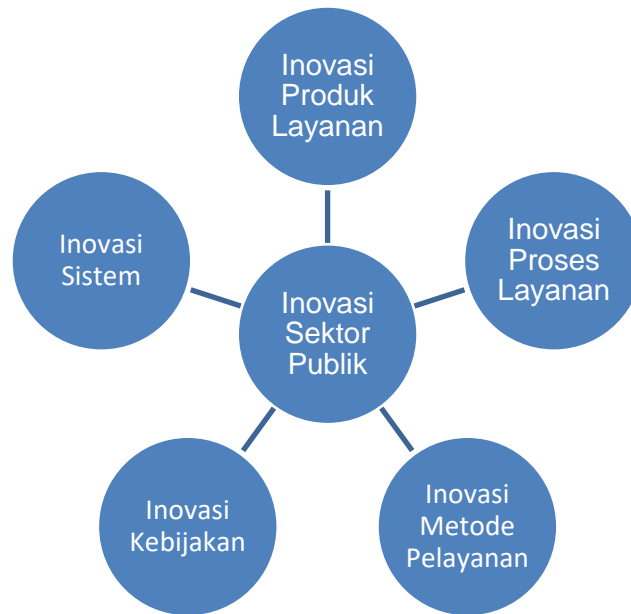 Inovasi
Produk
Layanan
Inovasi
Sistem
Inovasi
Proses
Layanan
Inovasi
Sektor
Publik
Inovasi
Kebijakan
Inovasi
Metode
Pelayanan